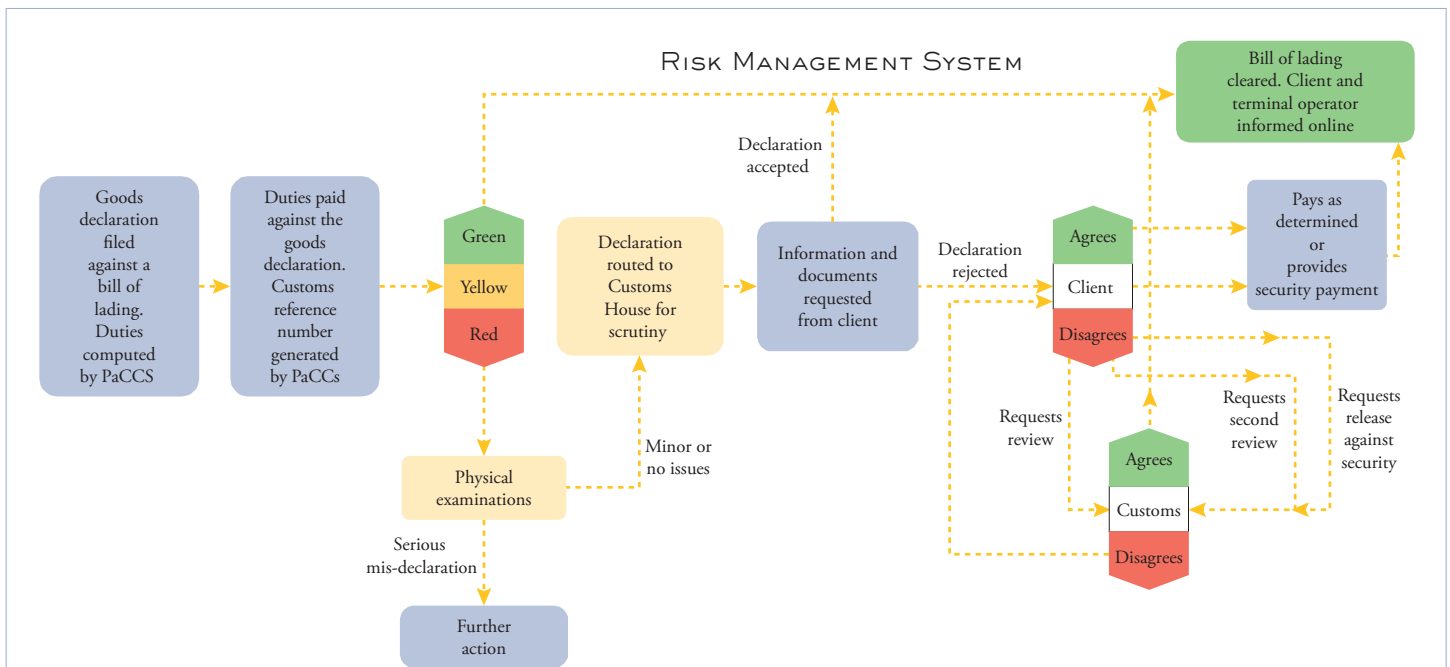 RISK MANAGEMENT SYSTEM
Goods
declaration
filed
against a
bill of
lading.
Duties
computed
by PaCCS
Duties paid
against the
goods
declaration.
Customs
reference
number
generated
by PaCCs
Green
Yellow
Red
Physical
examinations
Serious
mis-declaration
Further
action
Minor or
no issues
Declaration
routed to
Customs
House for
scrutiny
Information and
documents
requested
from client
Declaration
accepted
Declaration
rejected
Agrees
Client
Disagrees
Requests
review
Requests
second
review
Requests
release
against
security
Agrees
Customs
Disagrees
Pays as
determined
or
provides
security payment
Bill of lading
cleared. Client and
terminal operator
informed online